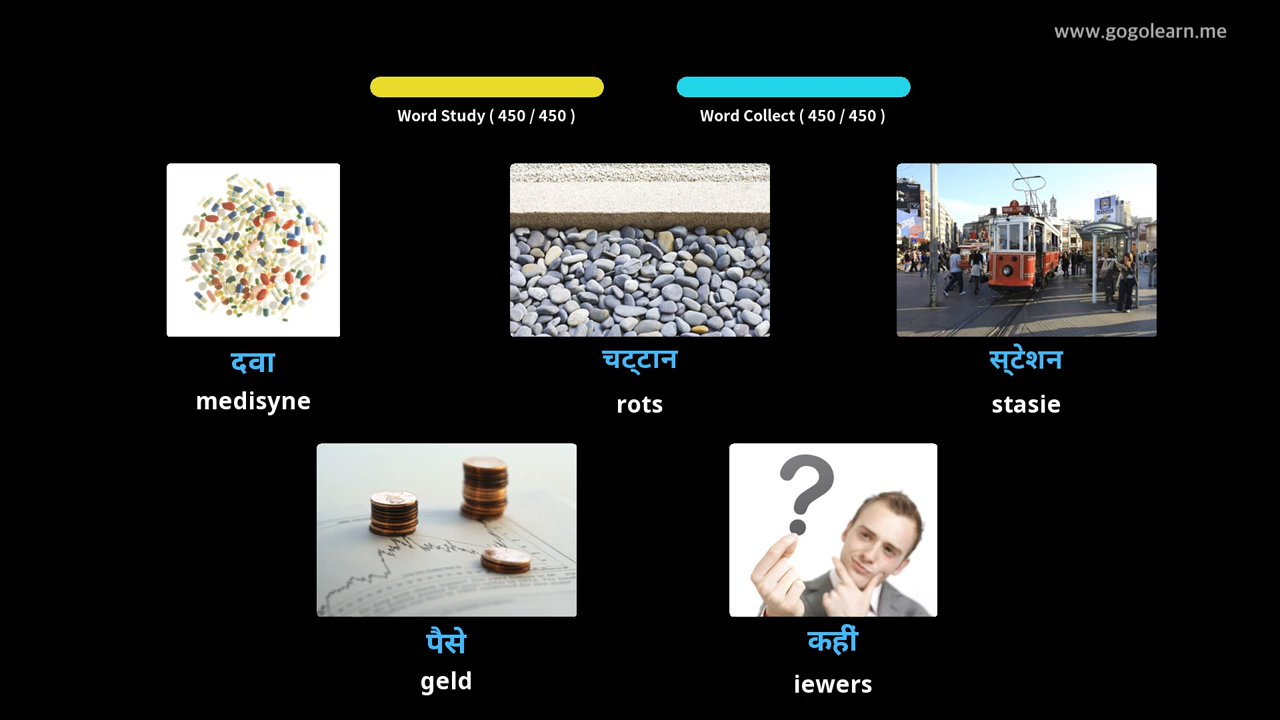 www.gogolearn.me
Word Study ( 450 / 450 )
Word Collect ( 450 / 450 )
दवा
चट्टान
स्टेशन
medisyne
rots
stasie
पैसे
कहीं
geld
iewers